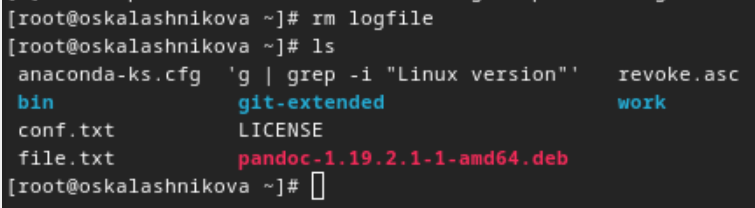 [root@oskalashnikova ~]# rm logfile
[root@oskalashnikova ~]# ls
anaconda-ks.cfg 'g | grep -i "Linux version"' revoke.asc
bin git-extended work
conf.txt LICENSE
file.txt pandoc-1.19.2.1-1-amd64.deb
[root@oskalashnikova ~]#